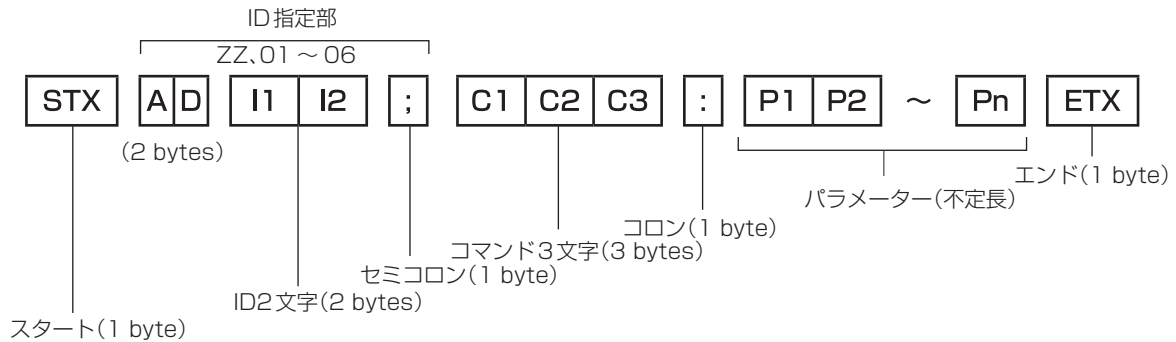 ID指定部
ZZ、01～06
STX AD I1 I2 ; C1 C2 C3 : P1 P2 ～ Pn ETX
(2 bytes)
エンド(1 byte)
パラメーター(不定長)
コロン(1 byte)
コマンド3文字(3 bytes)
セミコロン(1 byte)
ID2文字(2 bytes)
スタート(1 byte)